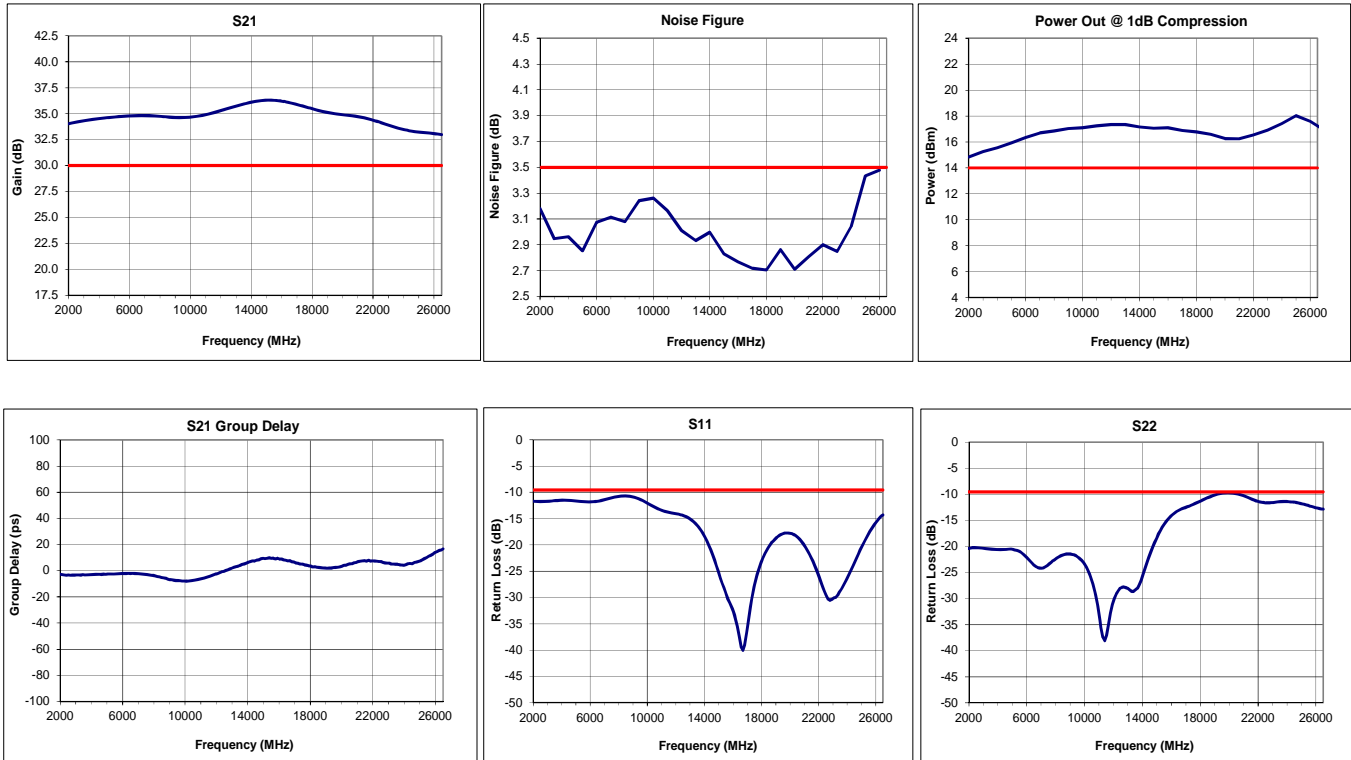 S21
42.5
40.0
37.5
35.0
32.5
30.0
27.5
25.0
22.5
20.0
17.5
Gain (dB)
2000 6000 10000 14000 18000 22000 26000
Frequency (MHz)
Noise Figure
4.5
4.3
4.1
3.9
3.7
3.5
3.3
3.1
2.9
2.7
2.5
Noise Figure (dB)
2000 6000 10000 14000 18000 22000 26000
Frequency (MHz)
Power Out @ 1dB Compression
24
22
20
18
16
14
12
10
8
6
4
Power (dBm)
2000 6000 10000 14000 18000 22000 26000
Frequency (MHz)
S21 Group Delay
100
80
60
40
20
0
-20
-40
-60
-80
-100
Group Delay (ps)
2000 6000 10000 14000 18000 22000 26000
Frequency (MHz)
S11
0
-5
-10
-15
-20
-25
-30
-35
-40
-45
-50
Return Loss (dB)
2000 6000 10000 14000 18000 22000 26000
Frequency (MHz)
S22
0
-5
-10
-15
-20
-25
-30
-35
-40
-45
-50
Return Loss (dB)
2000 6000 10000 14000 18000 22000 26000
Frequency (MHz)